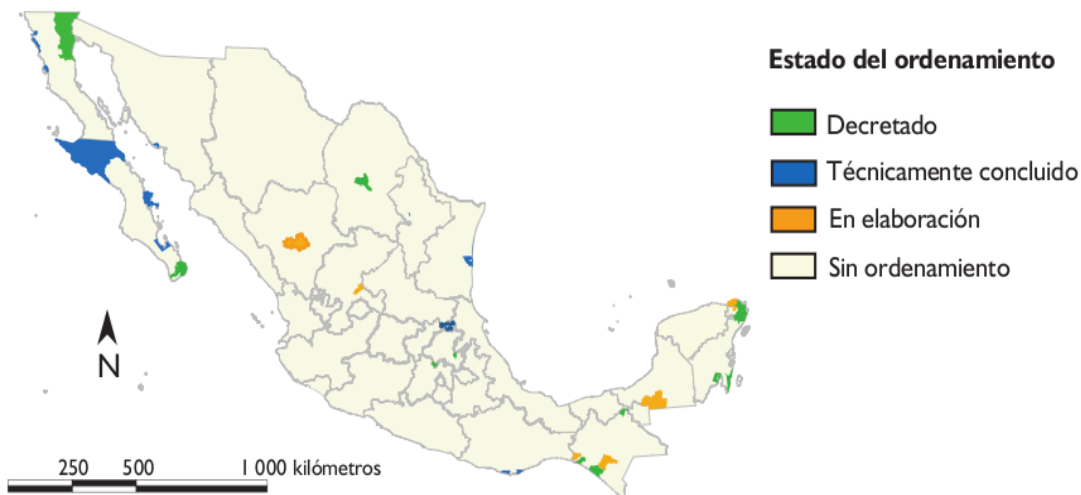 Estado del ordenamiento
Decretado
Técnicamente concluido
En elaboración
Sin ordenamiento
N
250 500 1 000 kilómetros